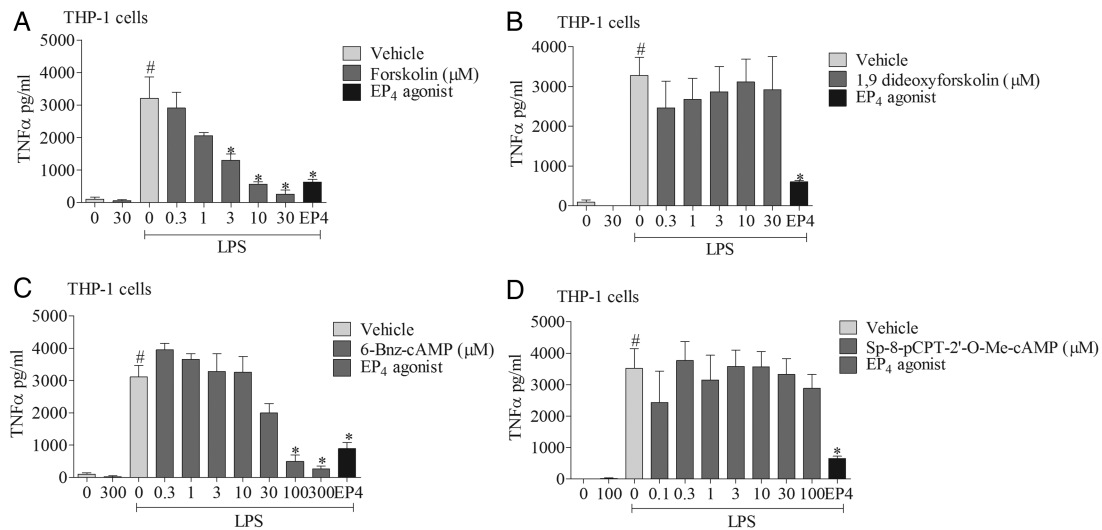 A
THP-1 cells
TNFα pg/ml
5000
4000
3000
2000
1000
0
#
*
*
*
*
0 30 0 0.3 1 3 10 30 EP4
LPS
Vehicle
Forskolin (μM)
EP4 agonist
B
THP-1 cells
TNFα pg/ml
4000
3000
2000
1000
0
#
*
0 30 0 0.3 1 3 10 30 EP4
LPS
Vehicle
1,9 dideoxyforskolin (μM)
EP4 agonist
C
THP-1 cells
TNFα pg/ml
5000
4000
3000
2000
1000
0
#
*
*
*
0 300 0 0.3 1 3 10 30 100 300 EP4
LPS
Vehicle
6-Bnz-cAMP (μM)
EP4 agonist
D
THP-1 cells
TNFα pg/ml
5000
4000
3000
2000
1000
0
#
*
0 100 0 0.1 0.3 1 3 10 30 100 EP4
LPS
Vehicle
Sp-8-pCPT-2'-O-Me-cAMP (μM)
EP4 agonist